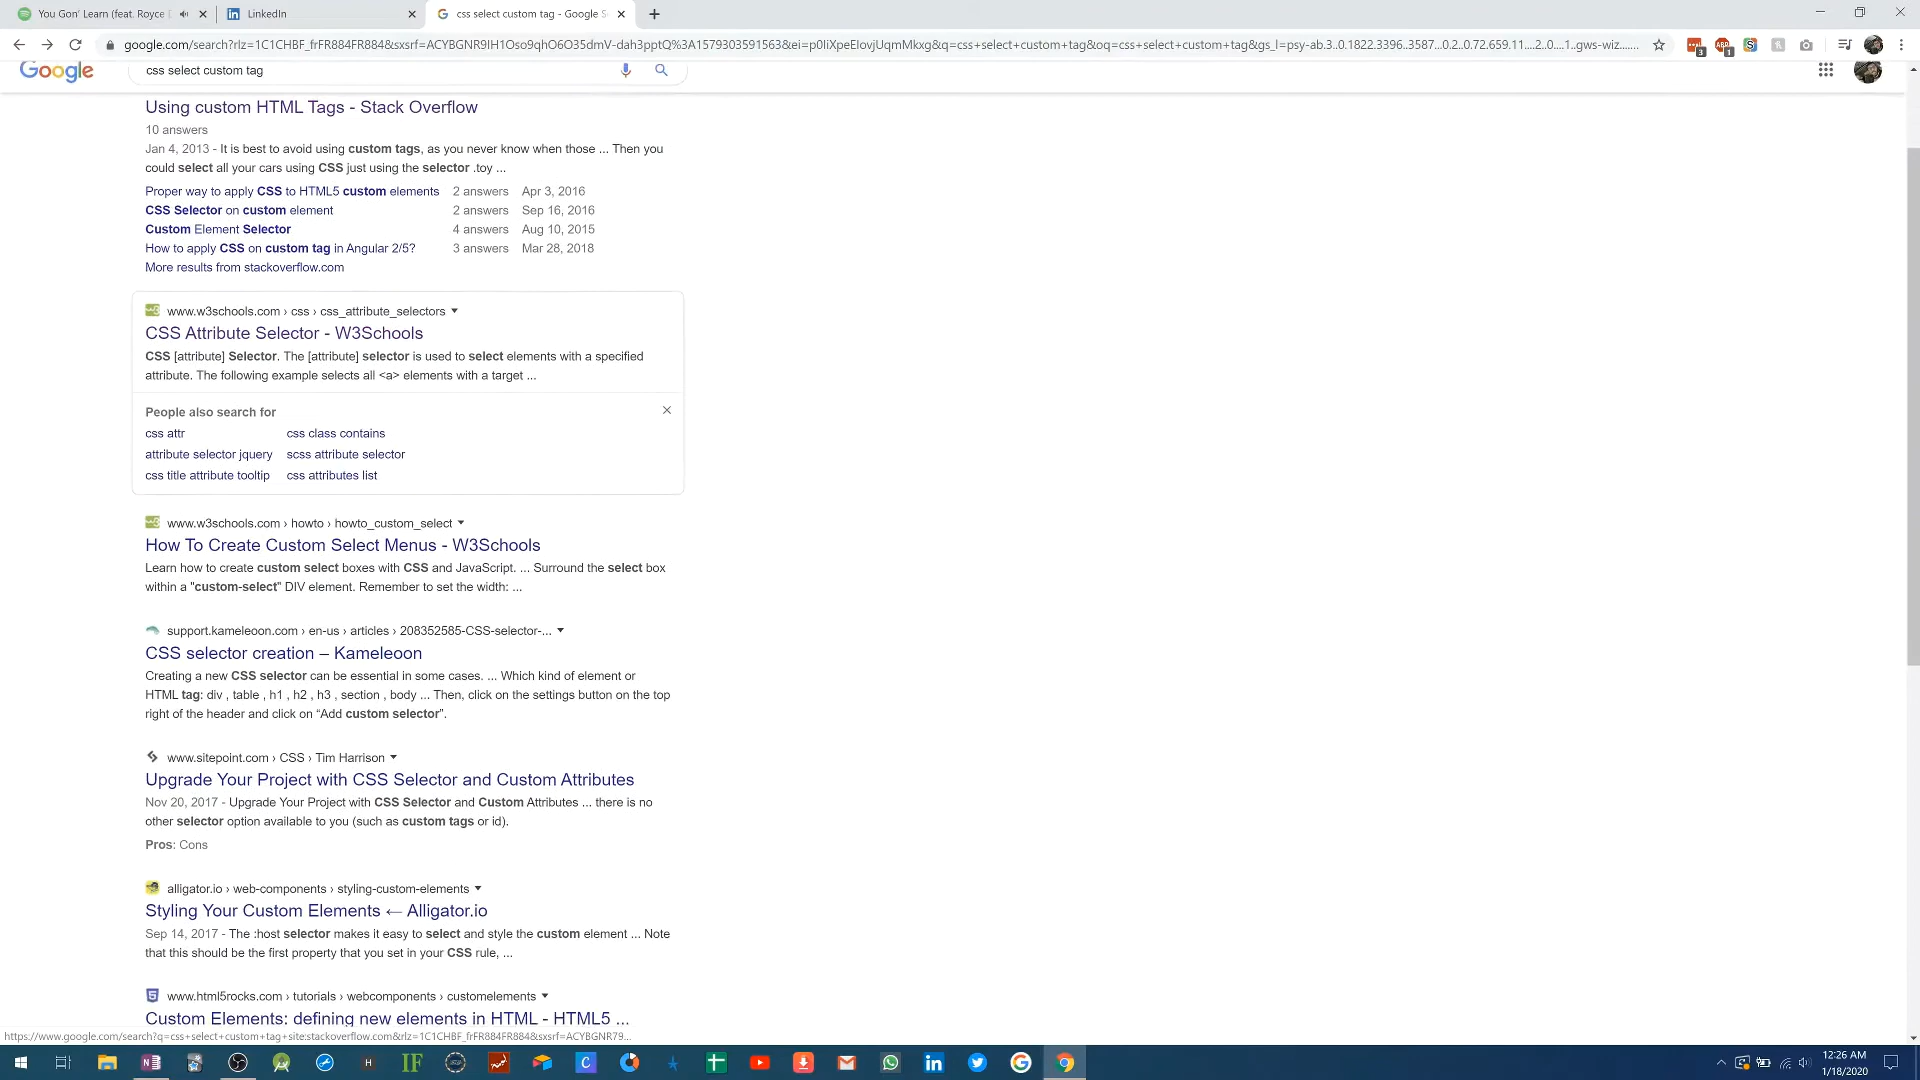 You Gon' Learn (feat. Royce
LinkedIn
css select custom tag - Google S
google.com/search?rlz=1C1CHBF_frFR884FR884&sxsrf=ACYBGNR9IH1Oso9qhO6O35dmV-dah3pptQ%3A1579303591563&ei=p0IiXpeEIovjUqmMkxg&q=css+select+custom+tag&oq=css+select+custom+tag&gs_l=psy-ab.3..0.1822.3396..3587...0.2..0.72.659.11....2..0....1..gws-wiz.......
3
1
Google
css select custom tag
Using custom HTML Tags - Stack Overflow
10 answers
Jan 4, 2013 - It is best to avoid using custom tags, as you never know when those ... Then you
could select all your cars using CSS just using the selector .toy ...
Proper way to apply CSS to HTML5 custom elements 2 answers Apr 3, 2016
CSS Selector on custom element 2 answers Sep 16, 2016
Custom Element Selector 4 answers Aug 10, 2015
How to apply CSS on custom tag in Angular 2/5? 3 answers Mar 28, 2018
More results from stackoverflow.com
www.w3schools.com › css › css_attribute_selectors
CSS Attribute Selector - W3Schools
CSS [attribute] Selector. The [attribute] selector is used to select elements with a specified
attribute. The following example selects all <a> elements with a target ...
People also search for
css attr css class contains
attribute selector jquery scss attribute selector
css title attribute tooltip css attributes list
www.w3schools.com › howto › howto_custom_select
How To Create Custom Select Menus - W3Schools
Learn how to create custom select boxes with CSS and JavaScript. ... Surround the select box
within a "custom-select" DIV element. Remember to set the width: ...
support.kameleoon.com › en-us › articles › 208352585-CSS-selector-...
CSS selector creation – Kameleoon
Creating a new CSS selector can be essential in some cases. ... Which kind of element or
HTML tag: div , table , h1 , h2 , h3 , section , body ... Then, click on the settings button on the top
right of the header and click on “Add custom selector”.
www.sitepoint.com › CSS › Tim Harrison
Upgrade Your Project with CSS Selector and Custom Attributes
Nov 20, 2017 - Upgrade Your Project with CSS Selector and Custom Attributes ... there is no
other selector option available to you (such as custom tags or id).
Pros: Cons
alligator.io › web-components › styling-custom-elements
Styling Your Custom Elements ← Alligator.io
Sep 14, 2017 - The :host selector makes it easy to select and style the custom element ... Note
that this should be the first property that you set in your CSS rule, ...
www.html5rocks.com › tutorials › webcomponents › customelements
Custom Elements: defining new elements in HTML - HTML5 ...
https://www.google.com/search?q=css+select+custom+tag+site:stackoverflow.com&rlz=1C1CHBF_frFR884FR884&sxsrf=ACYBGNR79...
IF
12:26 AM
1/18/2020